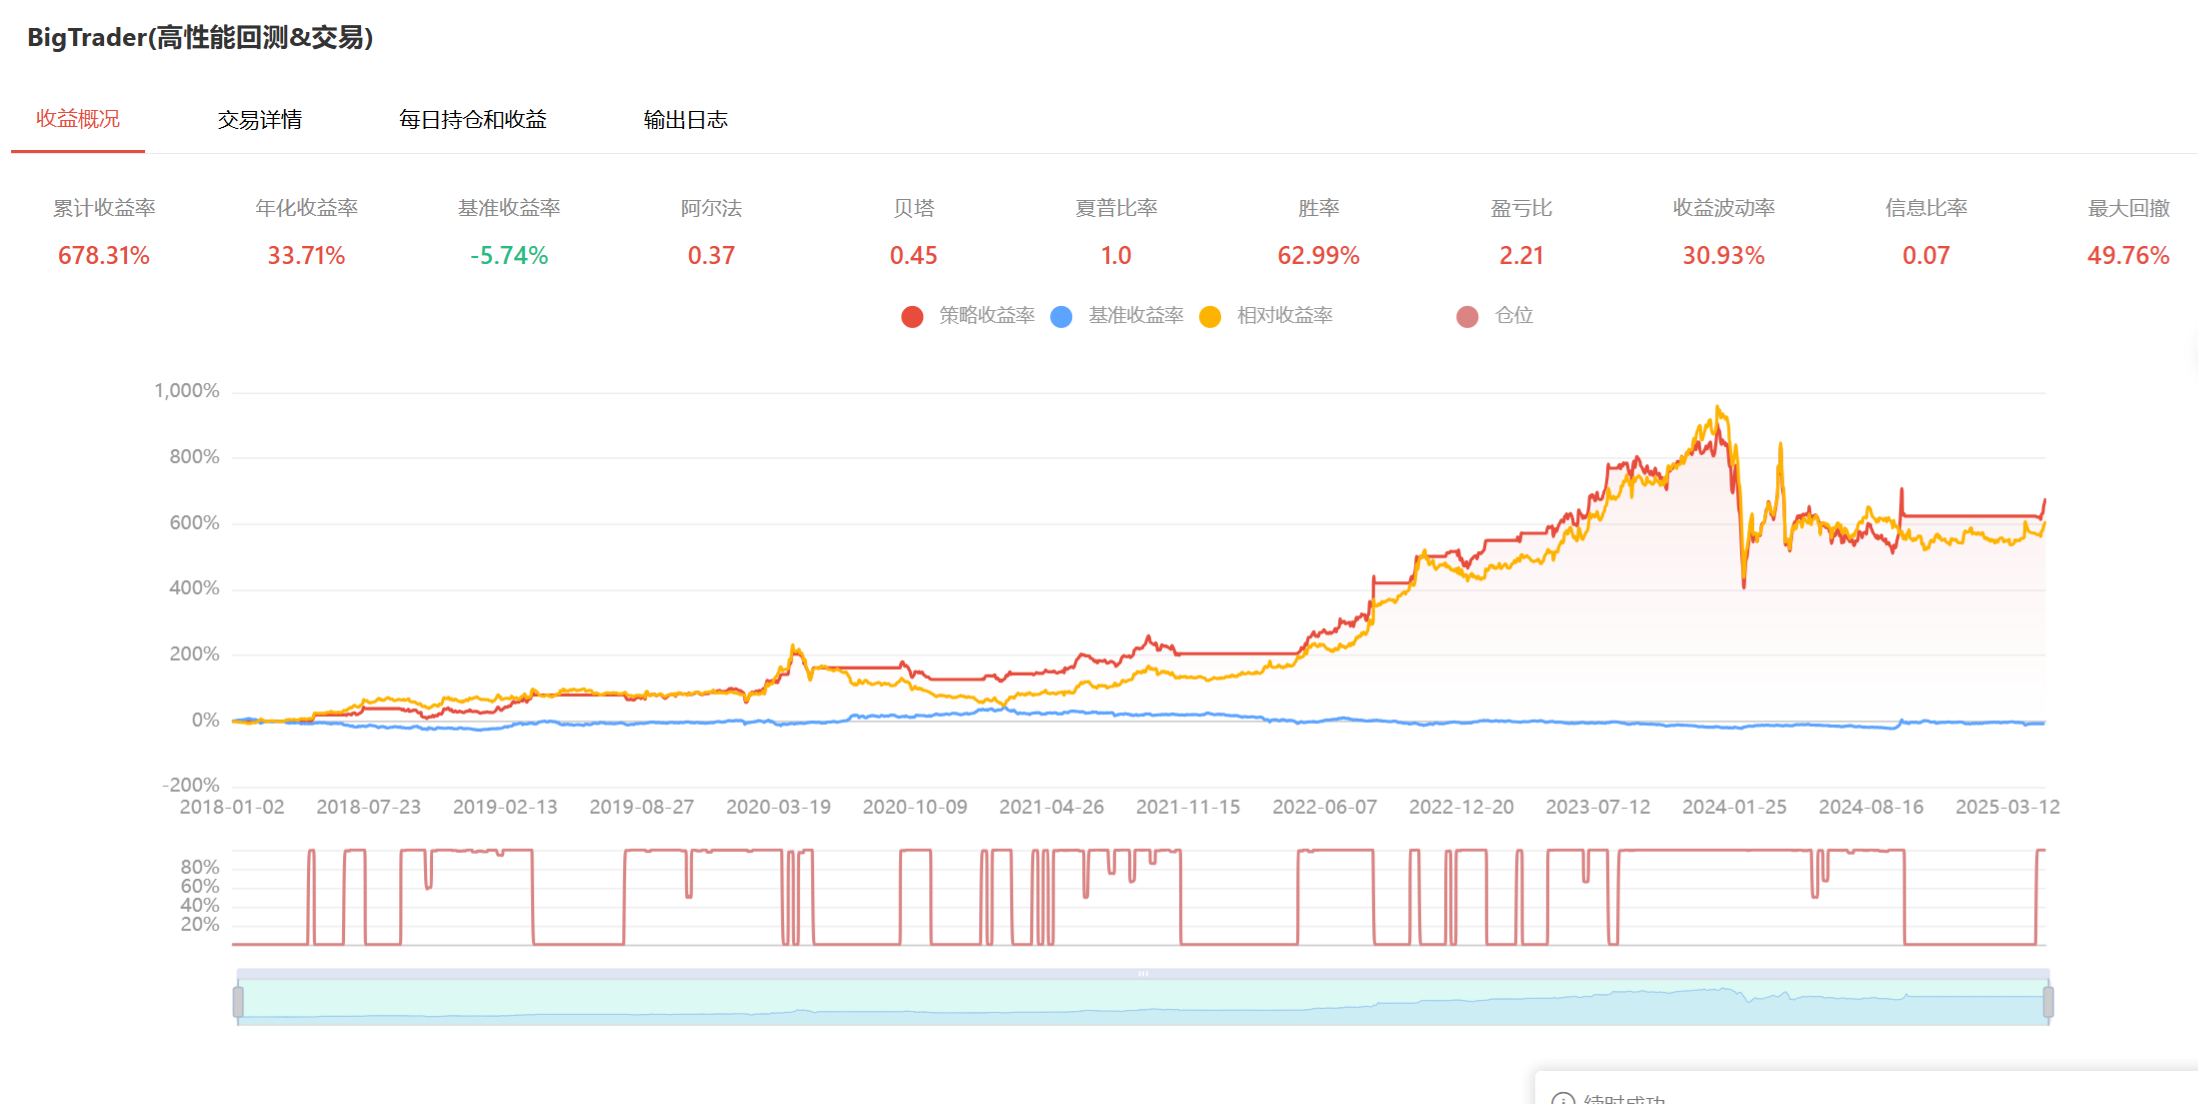 BigTrader(高性能回测&交易)
收益概况 交易详情 每日持仓和收益 输出日志
累计收益率 年化收益率 基准收益率 阿尔法 贝塔 夏普比率 胜率 盈亏比 收益波动率 信息比率 最大回撤
678.31% 33.71% -5.74% 0.37 0.45 1.0 62.99% 2.21 30.93% 0.07 49.76%
策略收益率 基准收益率 相对收益率 仓位
1,000%
800%
600%
400%
200%
0%
-200%
2018-01-02 2018-07-23 2019-02-13 2019-08-27 2020-03-19 2020-10-09 2021-04-26 2021-11-15 2022-06-07 2022-12-20 2023-07-12 2024-01-25 2024-08-16 2025-03-12
80%
60%
40%
20%
续时成功